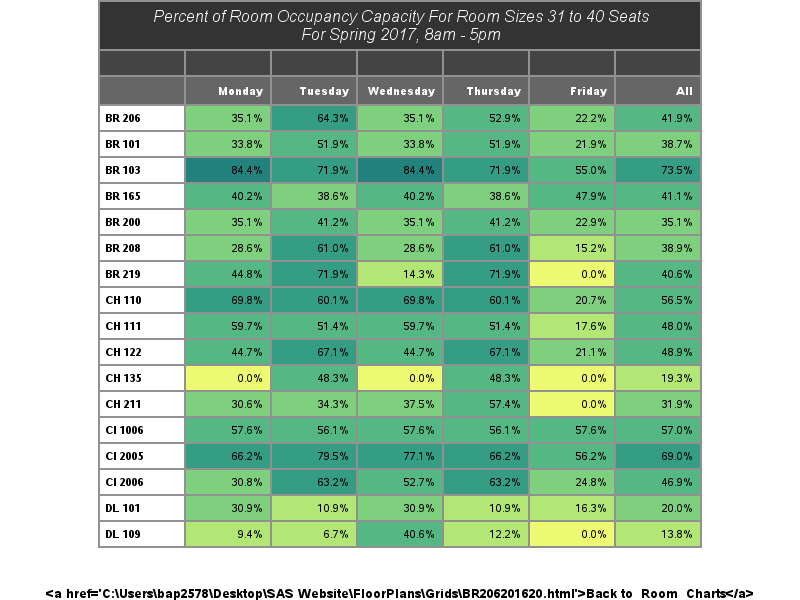 Percent of Room Occupancy Capacity For Room Sizes 31 to 40 Seats
For Spring 2017, 8am - 5pm
Monday Tuesday Wednesday Thursday Friday All
BR 206 35.1% 64.3% 35.1% 52.9% 22.2% 41.9%
BR 101 33.8% 51.9% 33.8% 51.9% 21.9% 38.7%
BR 103 84.4% 71.9% 84.4% 71.9% 55.0% 73.5%
BR 165 40.2% 38.6% 40.2% 38.6% 47.9% 41.1%
BR 200 35.1% 41.2% 35.1% 41.2% 22.9% 35.1%
BR 208 28.6% 61.0% 28.6% 61.0% 15.2% 38.9%
BR 219 44.8% 71.9% 14.3% 71.9% 0.0% 40.6%
CH 110 69.8% 60.1% 69.8% 60.1% 20.7% 56.5%
CH 111 59.7% 51.4% 59.7% 51.4% 17.6% 48.0%
CH 122 44.7% 67.1% 44.7% 67.1% 21.1% 48.9%
CH 135 0.0% 48.3% 0.0% 48.3% 0.0% 19.3%
CH 211 30.6% 34.3% 37.5% 57.4% 0.0% 31.9%
CI 1006 57.6% 56.1% 57.6% 56.1% 57.6% 57.0%
CI 2005 66.2% 79.5% 77.1% 66.2% 56.2% 69.0%
CI 2006 30.8% 63.2% 52.7% 63.2% 24.8% 46.9%
DL 101 30.9% 10.9% 30.9% 10.9% 16.3% 20.0%
DL 109 9.4% 6.7% 40.6% 12.2% 0.0% 13.8%
<a href='C:\Users\bap2578\Desktop\SAS Website\FloorPlans\Grids\BR206201620.html'>Back to Room Charts</a>